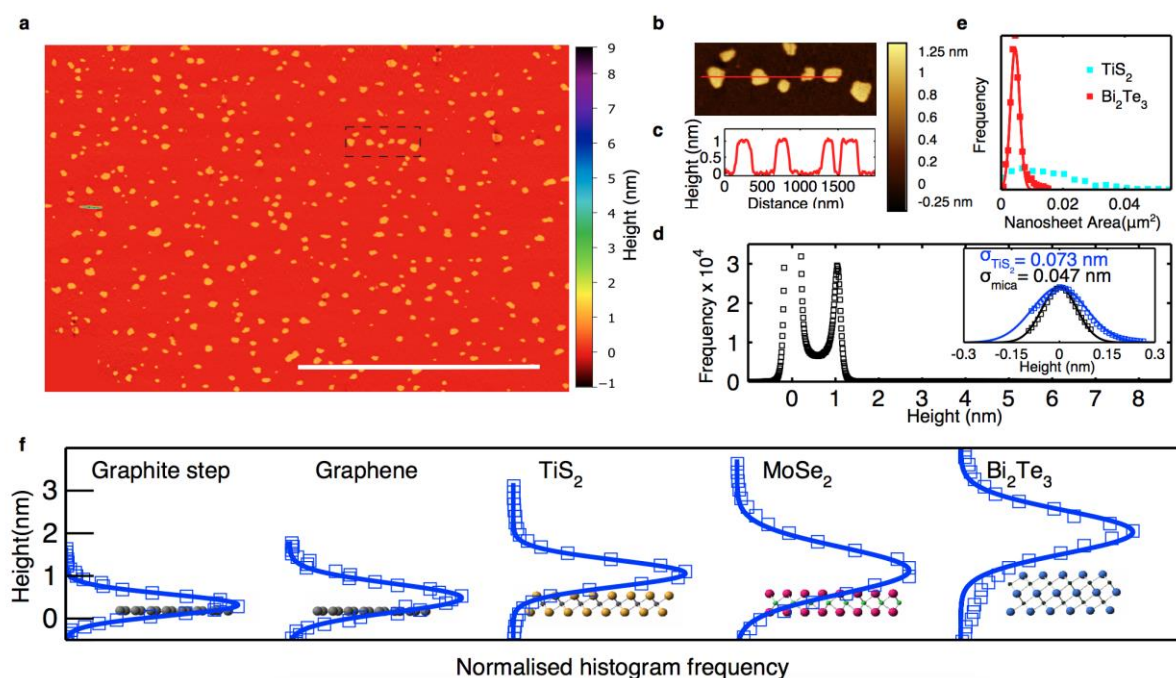 a
9
8
7
6
5
4
3
2
1
0
−1
Height (nm)
b
1.25 nm
1
0.8
0.6
0.4
0.2
0
-0.25 nm
c
Height (nm)
1
0.5
0
0 500 1000 1500
Distance (nm)
e
Frequency
TiS2
Bi2Te3
0 0.02 0.04
Nanosheet Area(μm²)
d
Frequency x 10⁴
3
2
1
0
0 1 2 3 4 5 6 7 8
Height (nm)
σTiS2= 0.073 nm
σmica= 0.047 nm
-0.3 -0.15 0 0.15 0.3
Height (nm)
f
Graphite step Graphene TiS2 MoSe2 Bi2Te3
Height(nm)
3
2
1
0
Normalised histogram frequency